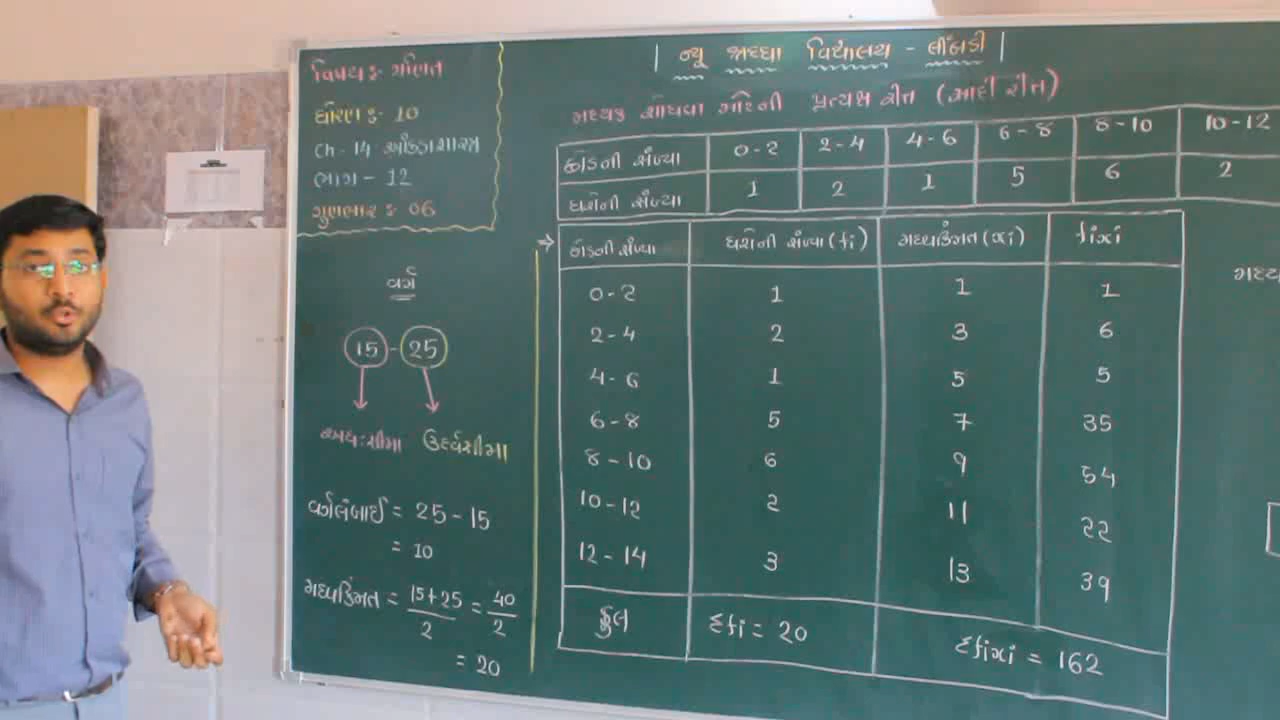 વિષય : ગણિત
ધોરણ : 10
Ch - 14 આંકડાશાસ્ત્ર
ભાગ - 12
ગુણભાર : 06
વર્ગ
15 - 25
અધઃસીમા ઉર્ધ્વસીમા
વર્ગલંબાઈ = 25 - 15
= 10
મધ્યકિંમત = 15+25/2 = 40/2
= 20
| ન્યૂ શ્રધ્ધા વિદ્યાલય - લીંબડી |
મધ્યક શોધવા માટેની પ્રત્યક્ષ રીત (સાદી રીત)
છોડની સંખ્યા 0-2 2-4 4-6 6-8 8-10 10-12
ઘરોની સંખ્યા 1 2 1 5 6 2
→ છોડની સંખ્યા ઘરોની સંખ્યા (fi) મધ્યકિંમત (xi) fixi
0-2 1 1 1
2-4 2 3 6
4-6 1 5 5
6-8 5 7 35
8-10 6 9 54
10-12 2 11 22
12-14 3 13 39
કુલ Σfi = 20 Σfixi = 162